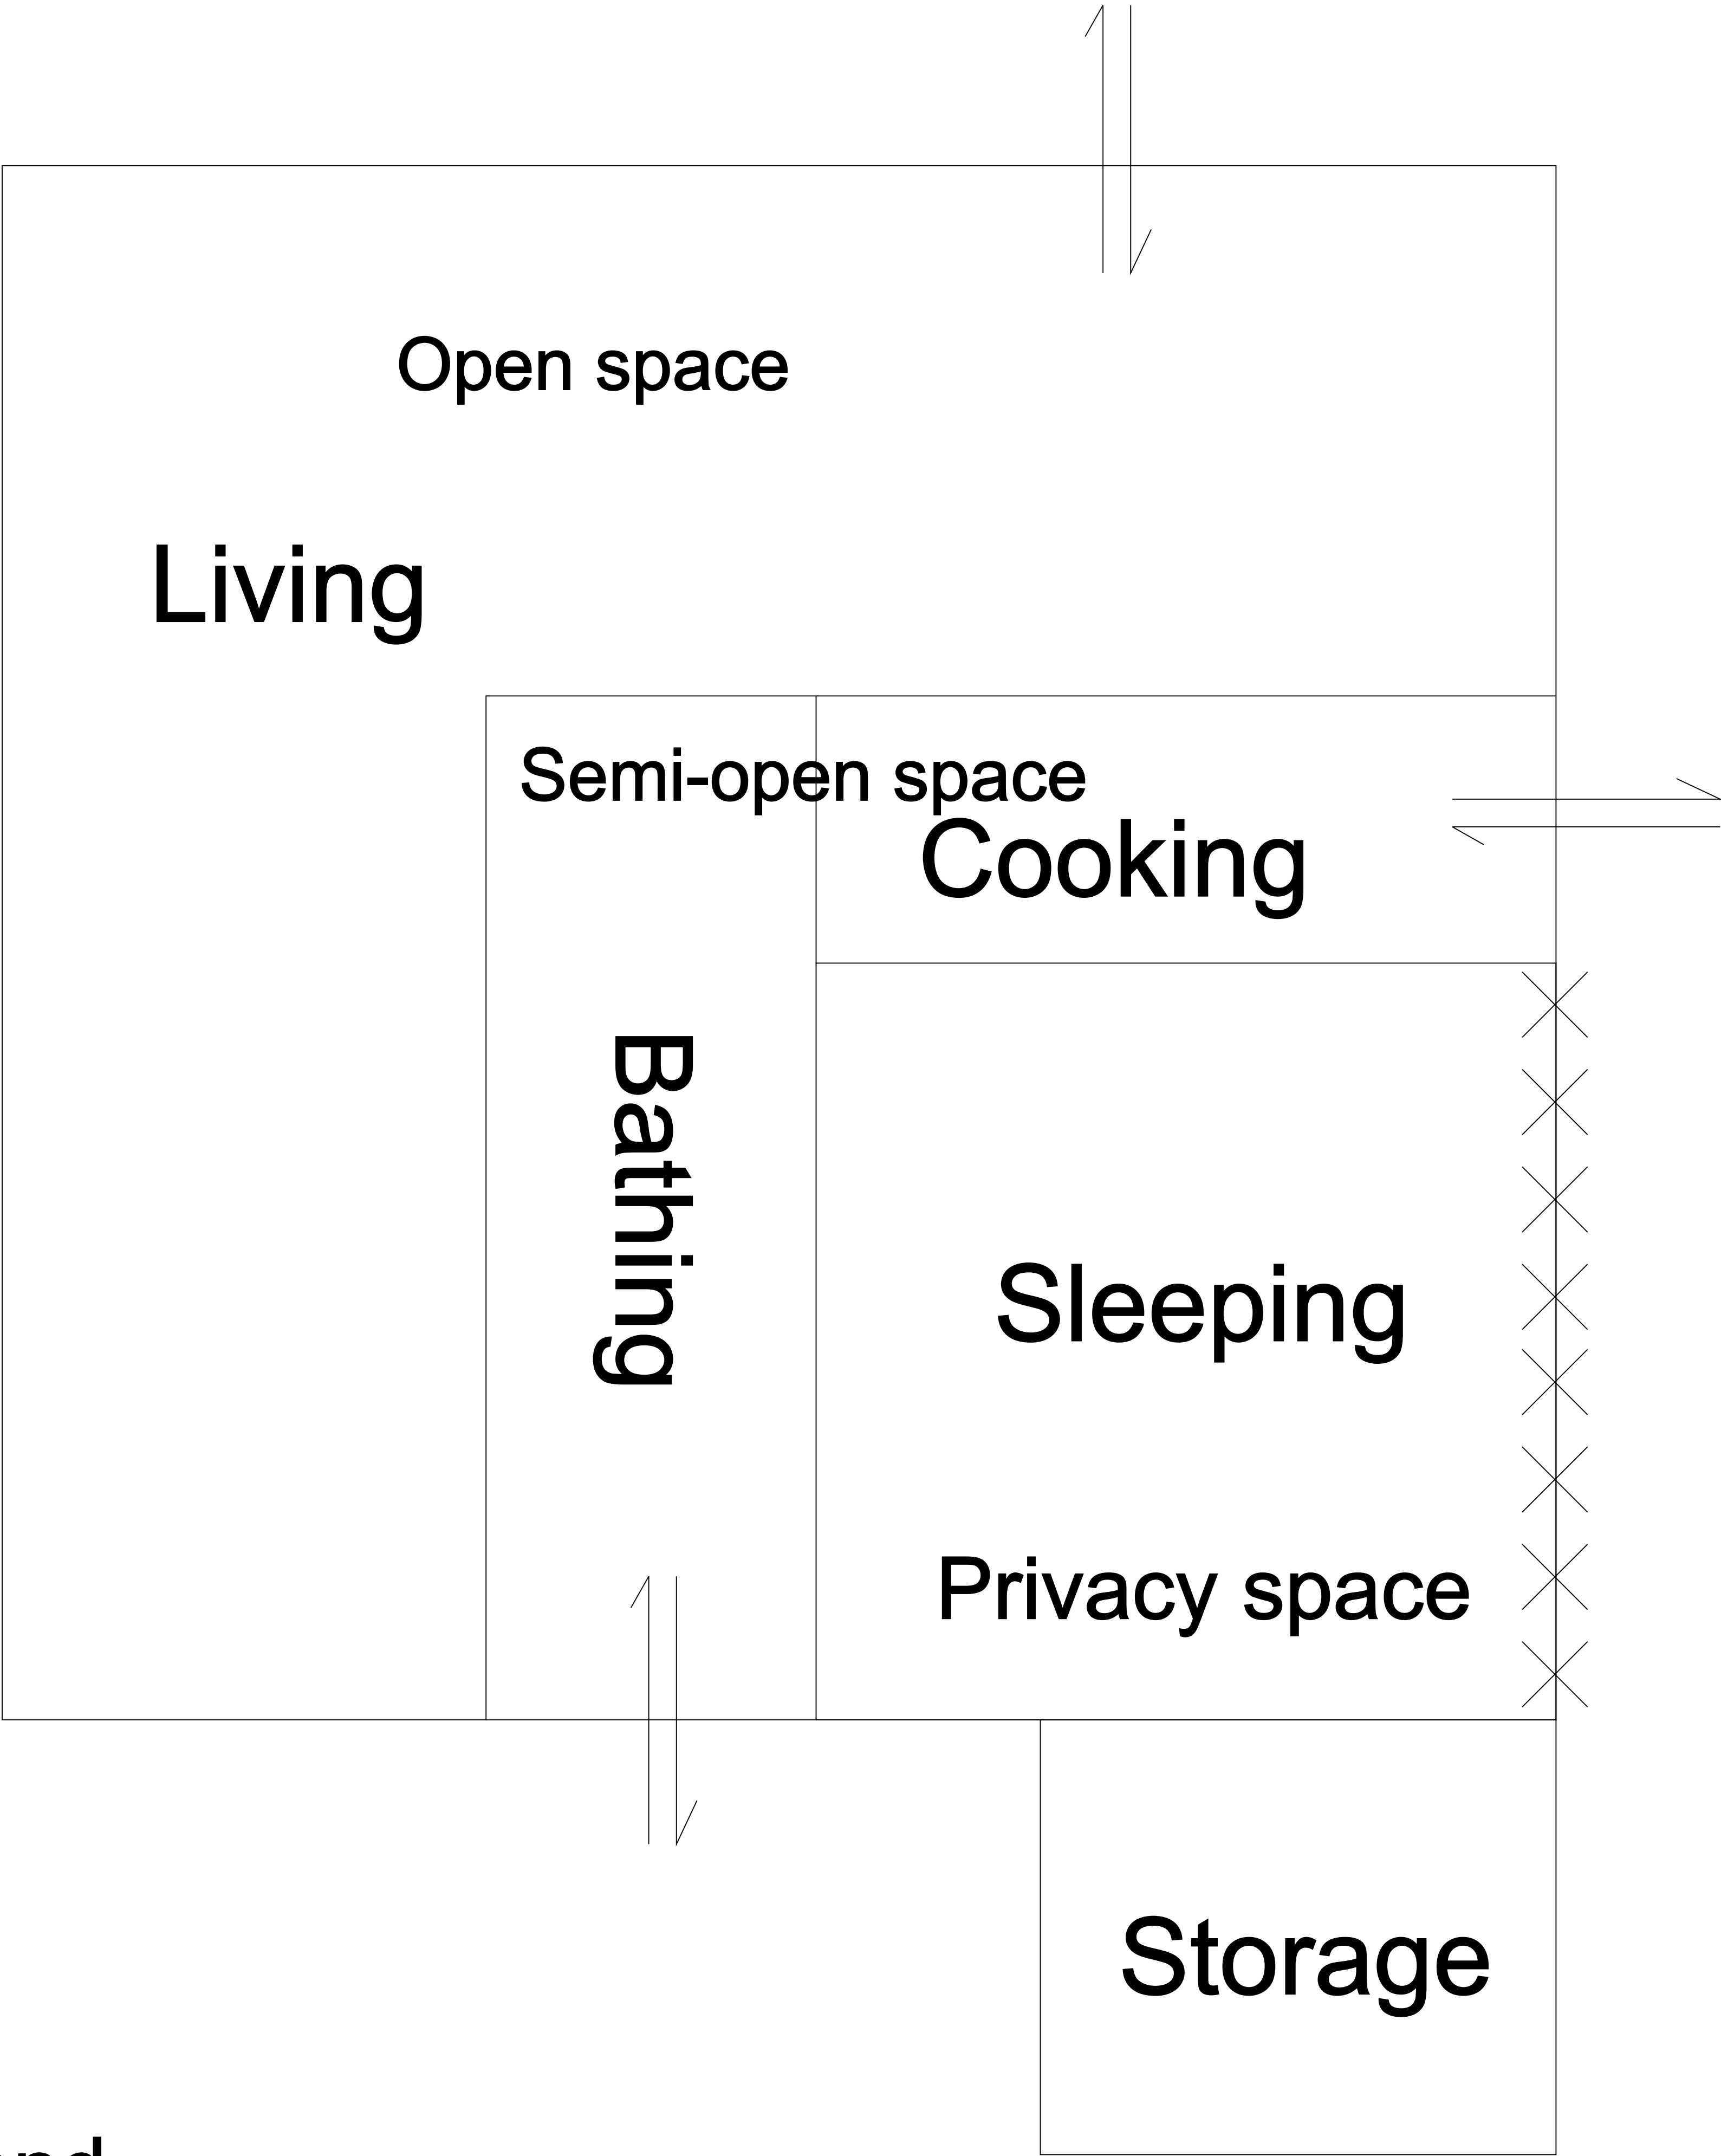 Open space
Living
Semi-open space
Cooking
Bathing
Sleeping
Privacy space
Storage